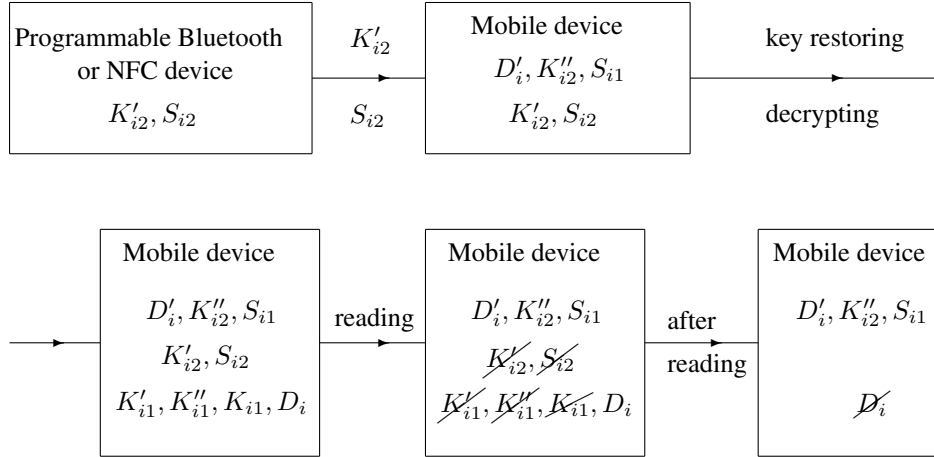 Programmable Bluetooth
or NFC device
K′_{i2}, S_{i2}
K′_{i2}
S_{i2}
Mobile device
D′_i, K″_{i2}, S_{i1}
K′_{i2}, S_{i2}
key restoring
decrypting
Mobile device
D′_i, K″_{i2}, S_{i1}
K′_{i2}, S_{i2}
K′_{i1}, K″_{i1}, K_{i1}, D_i
reading
Mobile device
D′_i, K″_{i2}, S_{i1}
K′_{i2}, S_{i2}
K′_{i1}, K″_{i1}, K_{i1}, D_i
after
reading
Mobile device
D′_i, K″_{i2}, S_{i1}
D_i